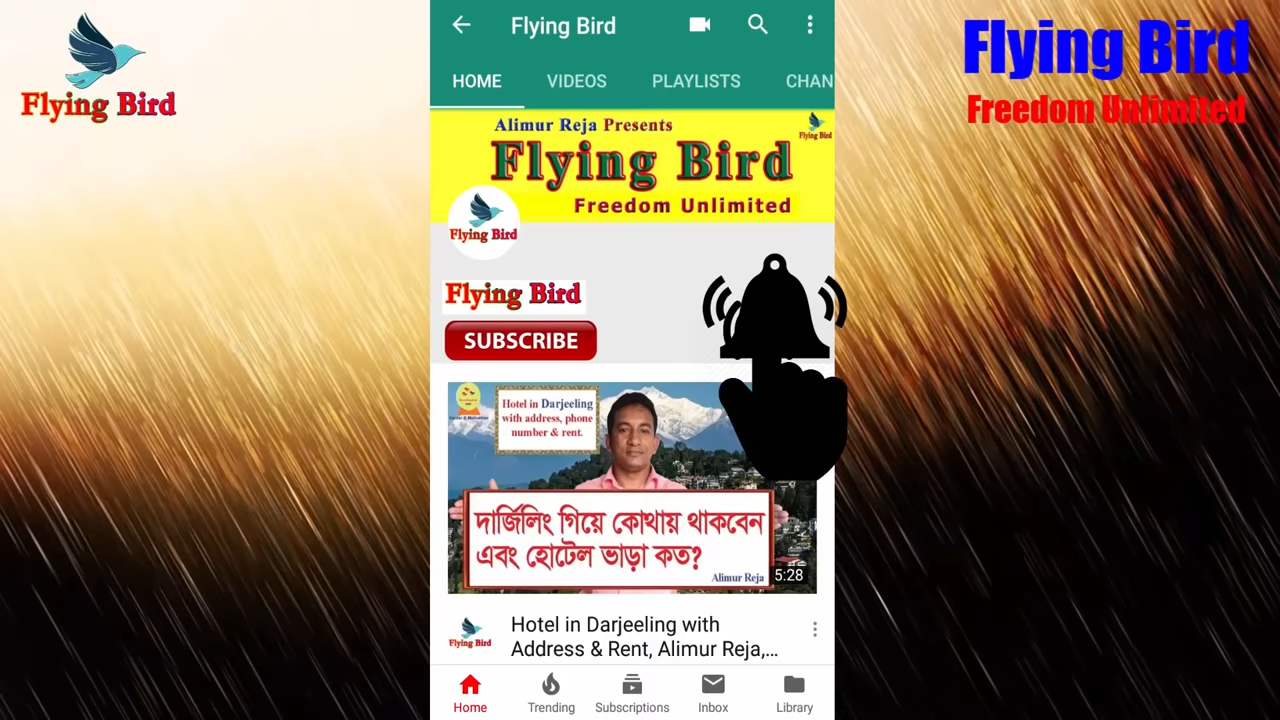 Flying Bird
Flying Bird
Freedom Unlimited
Flying Bird
HOME VIDEOS PLAYLISTS CHAN
Alimur Reja Presents
Flying Bird
Freedom Unlimited
Flying Bird
Flying Bird
Flying Bird
SUBSCRIBE
Hotel in Darjeeling
with address, phone
number & rent.
দার্জিলিং গিয়ে কোথায় থাকবেন
এবং হোটেল ভাড়া কত?
Alimur Reja
5:28
Flying Bird
Hotel in Darjeeling with
Address & Rent, Alimur Reja,...
Home Trending Subscriptions Inbox Library